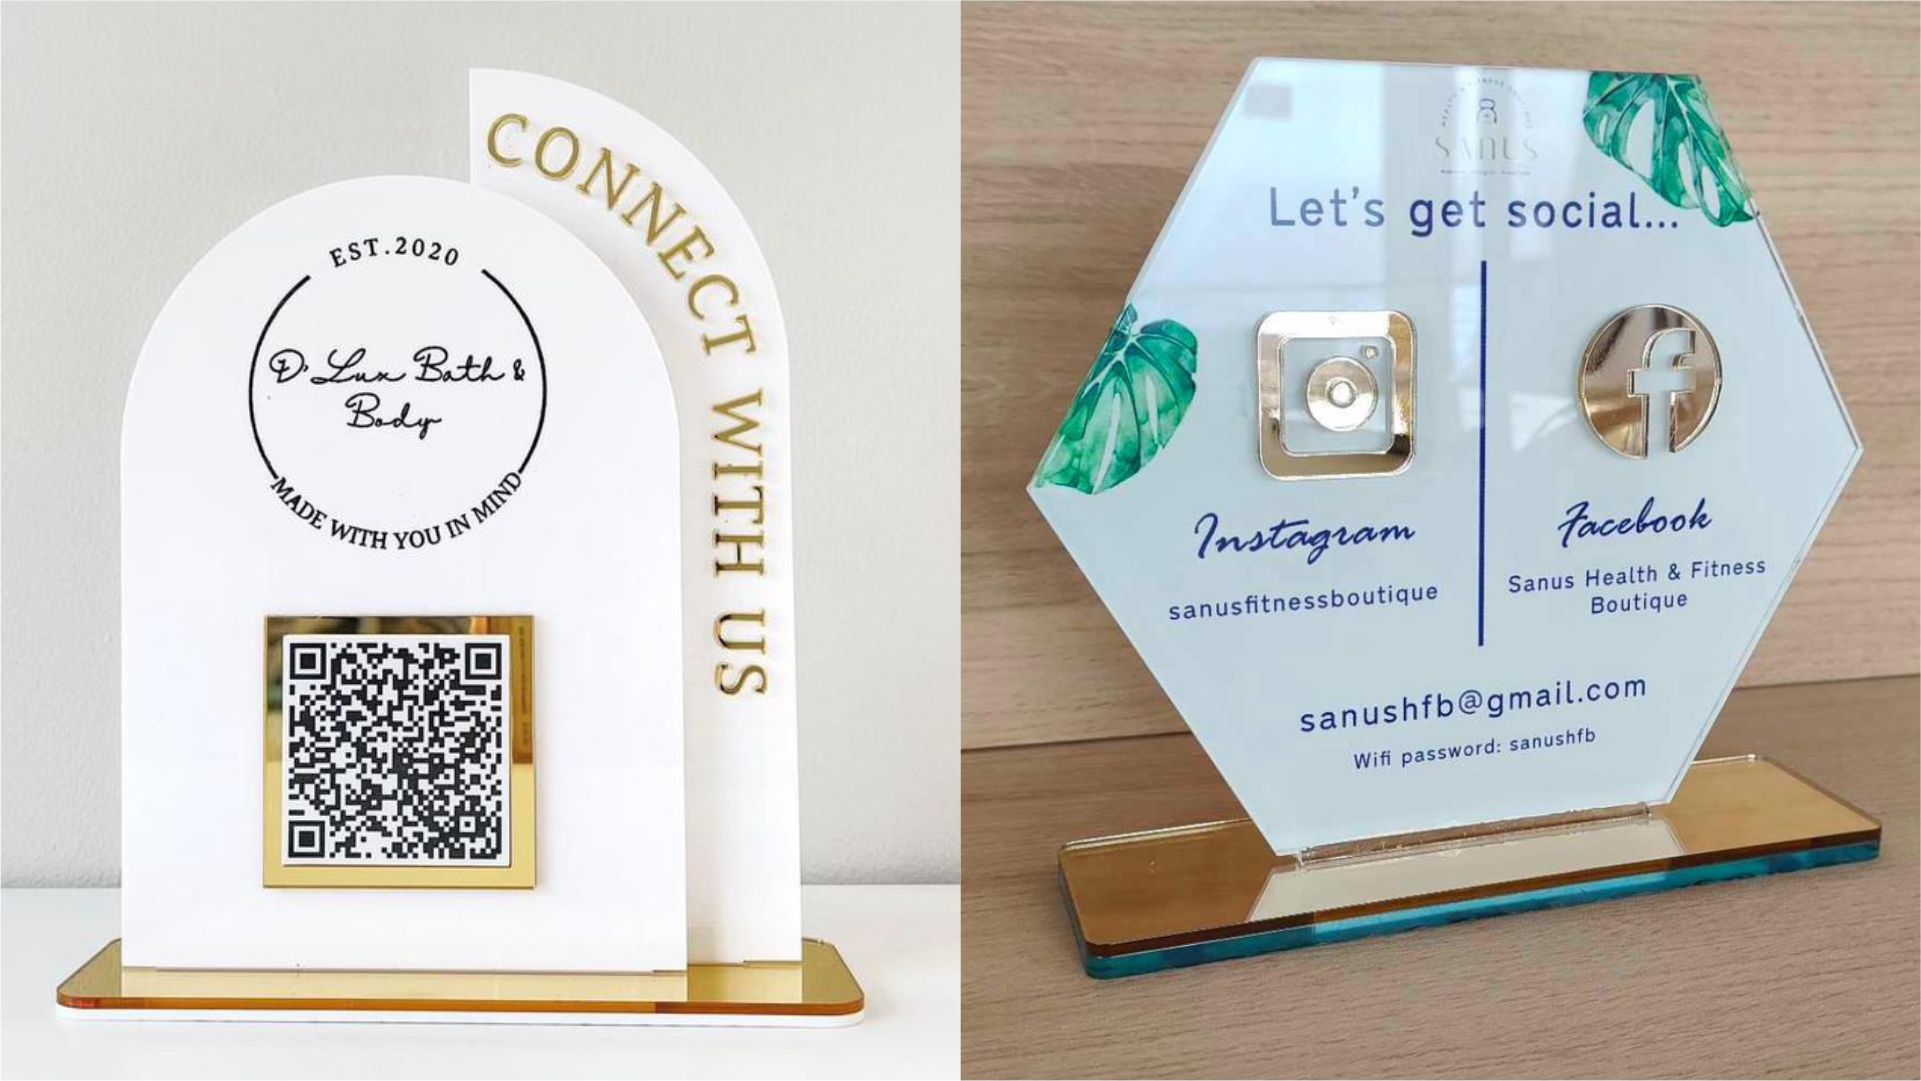 CONNECT WITH US
EST.2020
D'Lux Bath &
Body
MADE WITH YOU IN MIND
SANUS
Let's get social...
Instagram
sanusfitnessboutique
Facebook
Sanus Health & Fitness
Boutique
sanushfb@gmail.com
Wifi password: sanushfb